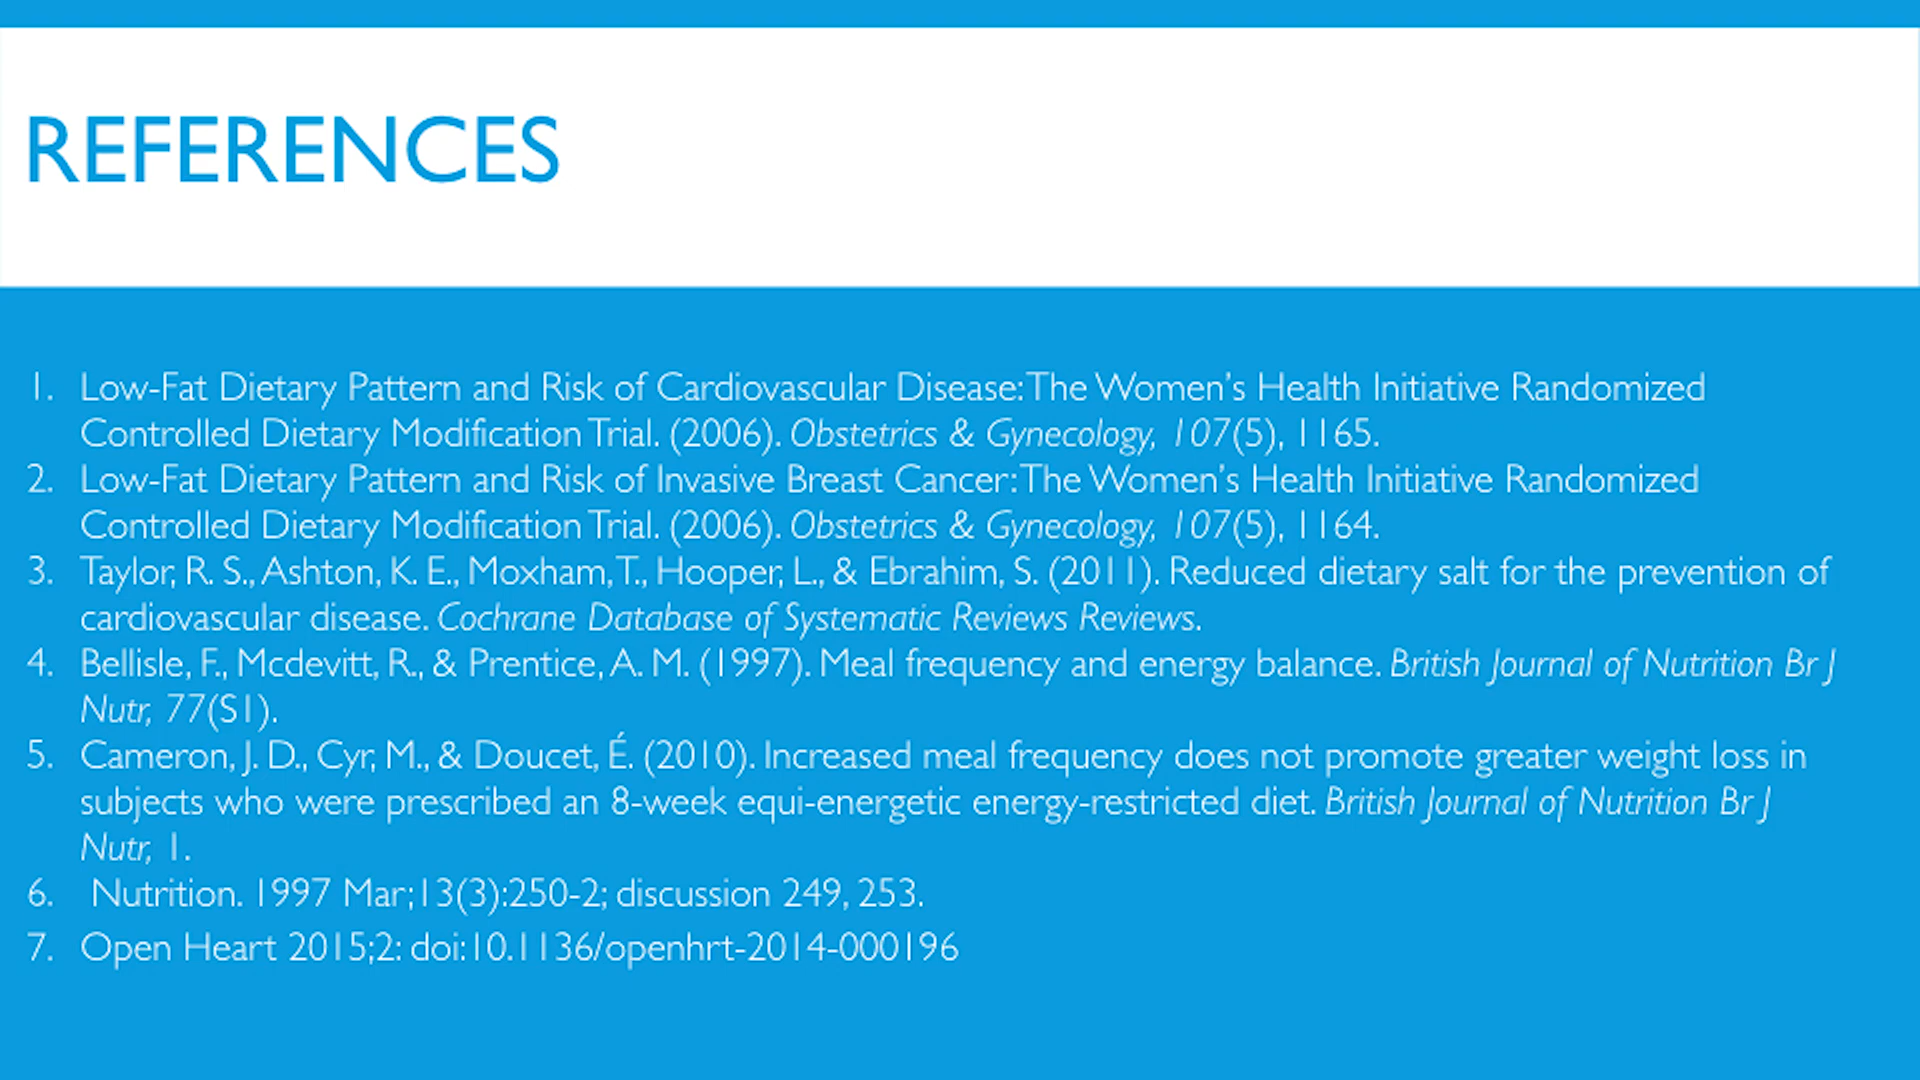 REFERENCES
1. Low-Fat Dietary Pattern and Risk of Cardiovascular Disease: The Women's Health Initiative Randomized
Controlled Dietary Modification Trial. (2006). Obstetrics & Gynecology, 107(5), 1165.
2. Low-Fat Dietary Pattern and Risk of Invasive Breast Cancer: The Women's Health Initiative Randomized
Controlled Dietary Modification Trial. (2006). Obstetrics & Gynecology, 107(5), 1164.
3. Taylor, R. S., Ashton, K. E., Moxham, T., Hooper, L., & Ebrahim, S. (2011). Reduced dietary salt for the prevention of
cardiovascular disease. Cochrane Database of Systematic Reviews Reviews.
4. Bellisle, F., Mcdevitt, R., & Prentice, A. M. (1997). Meal frequency and energy balance. British Journal of Nutrition Br J
Nutr, 77(S1).
5. Cameron, J. D., Cyr, M., & Doucet, É. (2010). Increased meal frequency does not promote greater weight loss in
subjects who were prescribed an 8-week equi-energetic energy-restricted diet. British Journal of Nutrition Br J
Nutr, 1.
6. Nutrition. 1997 Mar;13(3):250-2; discussion 249, 253.
7. Open Heart 2015;2: doi:10.1136/openhrt-2014-000196